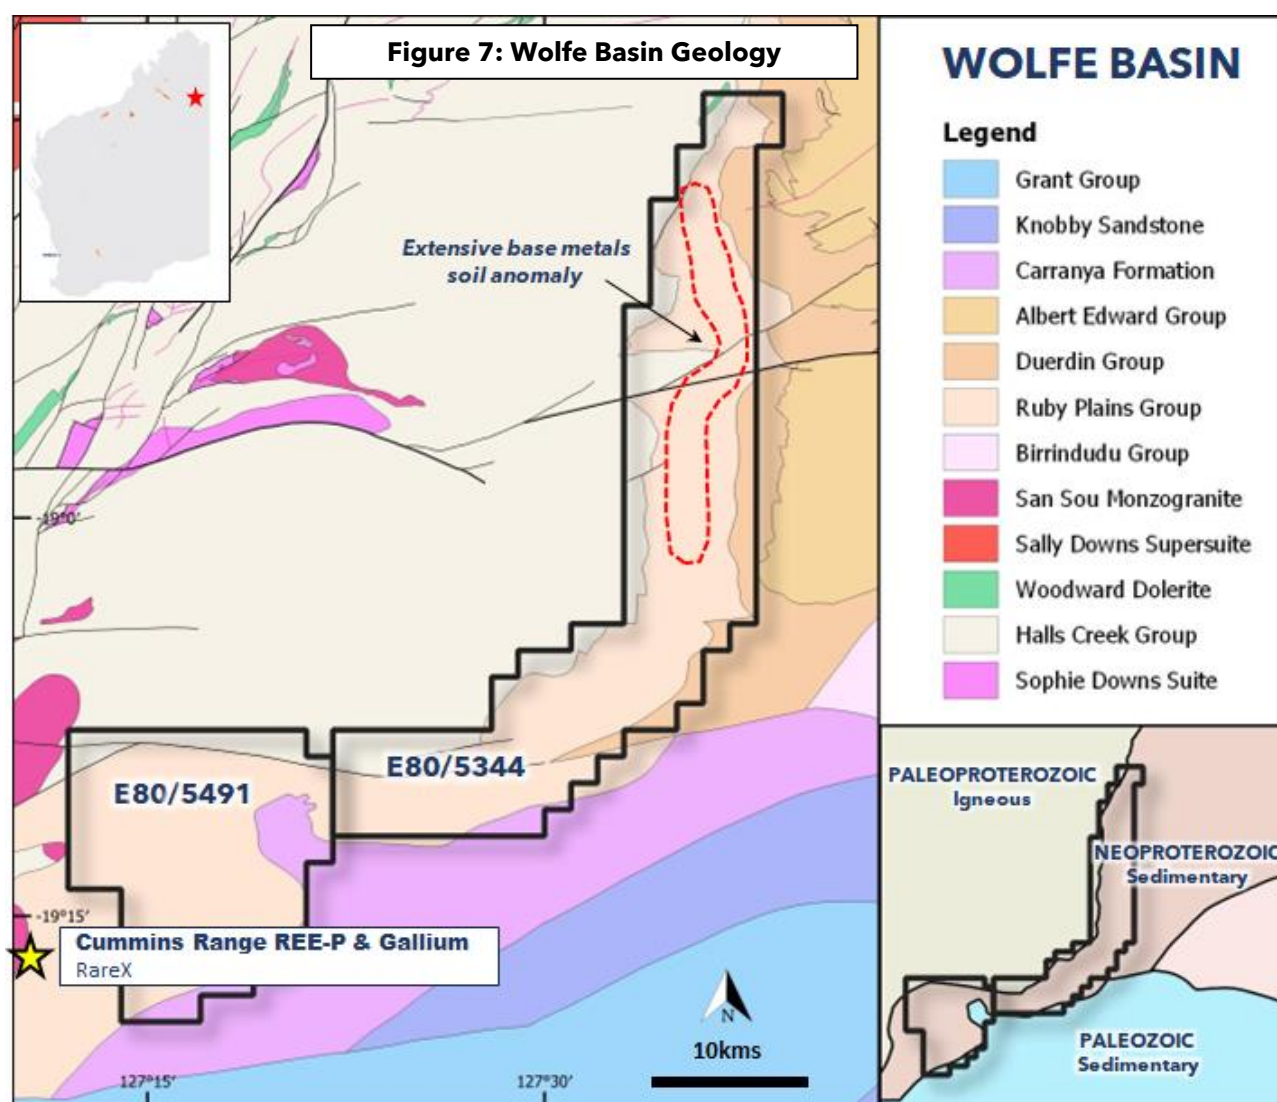 Figure 7: Wolfe Basin Geology
WOLFE BASIN
Legend
Grant Group
Knobby Sandstone
Carranya Formation
Albert Edward Group
Duerdin Group
Ruby Plains Group
Birrindudu Group
San Sou Monzogranite
Sally Downs Supersuite
Woodward Dolerite
Halls Creek Group
Sophie Downs Suite
Extensive base metals
soil anomaly
-19°0'
E80/5344
E80/5491
-19°15'
Cummins Range REE-P & Gallium
RareX
N
10kms
127°15'
127°30'
PALEOPROTEROZOIC
Igneous
NEOPROTEROZOIC
Sedimentary
PALEOZOIC
Sedimentary